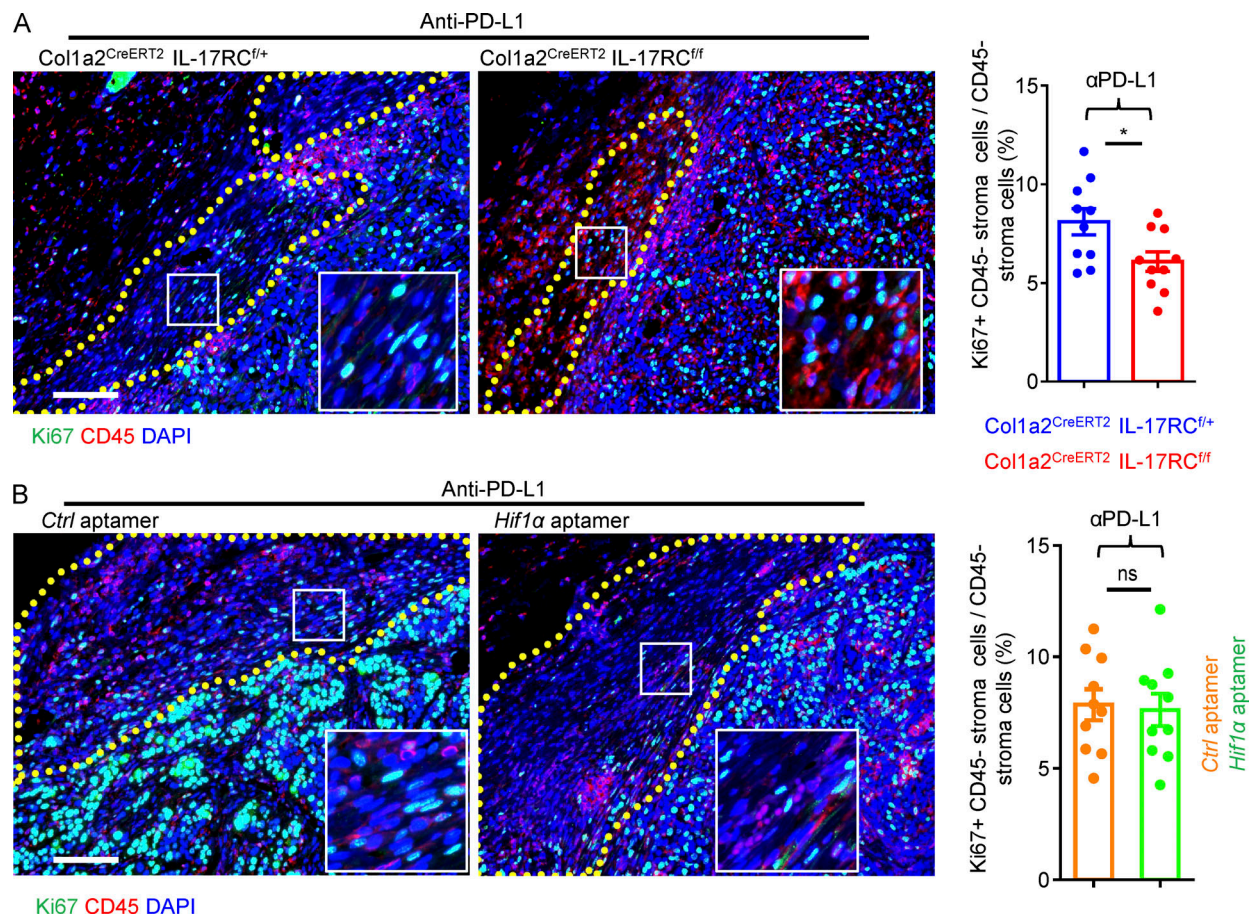 A
Anti-PD-L1
Col1a2CreERT2 IL-17RCf/+
Col1a2CreERT2 IL-17RCf/f
Ki67 CD45 DAPI
Ki67+ CD45- stroma cells / CD45-
stroma cells (%)
αPD-L1
*
15
10
5
0
Col1a2CreERT2 IL-17RCf/+
Col1a2CreERT2 IL-17RCf/f
B
Anti-PD-L1
Ctrl aptamer
Hif1α aptamer
Ki67 CD45 DAPI
Ki67+ CD45- stroma cells / CD45-
stroma cells (%)
αPD-L1
ns
15
10
5
0
Ctrl aptamer
Hif1α aptamer